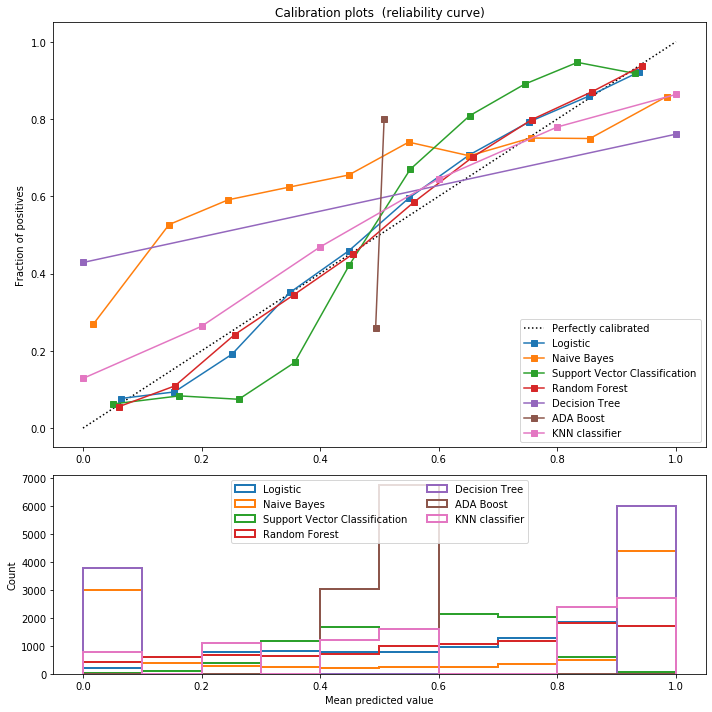 Calibration plots  (reliability curve)
1.0
0.8
0.6
0.4
0.2
0.0
Fraction of positives
Perfectly calibrated
Logistic
Naive Bayes
Support Vector Classification
Random Forest
Decision Tree
ADA Boost
KNN classifier
0.0 0.2 0.4 0.6 0.8 1.0
7000
6000
5000
4000
3000
2000
1000
0
Count
Logistic
Naive Bayes
Support Vector Classification
Random Forest
Decision Tree
ADA Boost
KNN classifier
0.0 0.2 0.4 0.6 0.8 1.0
Mean predicted value